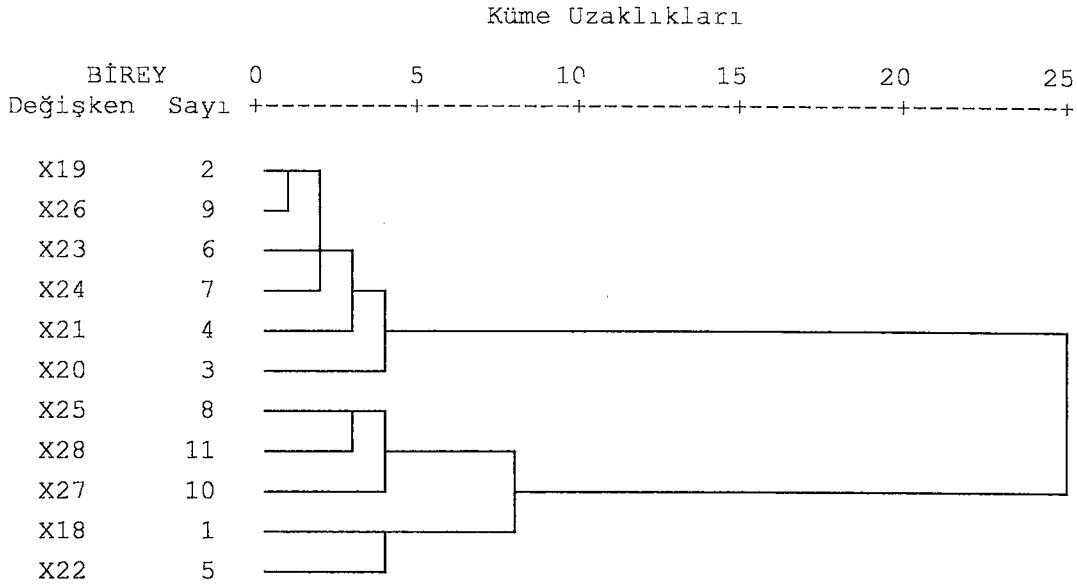 Küme Uzaklıkları
BİREY 0 5 10 15 20 25
Değişken Sayı +---------+---------+---------+---------+---------+
X19 2
X26 9
X23 6
X24 7
X21 4
X20 3
X25 8
X28 11
X27 10
X18 1
X22 5